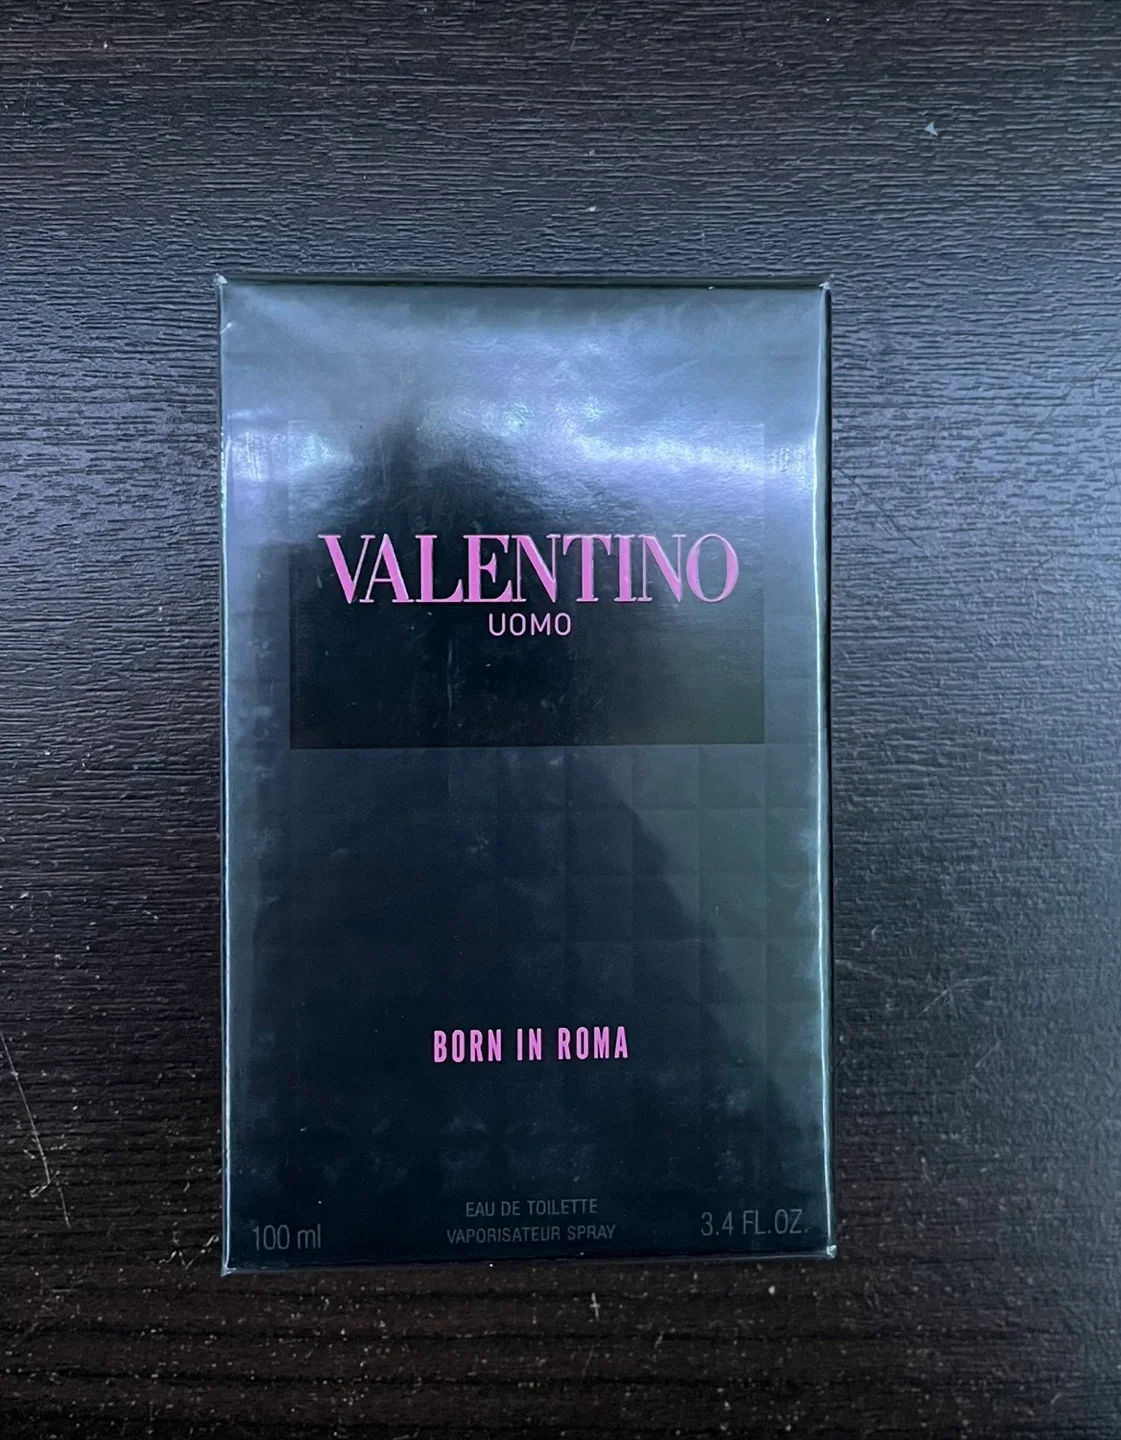 VALENTINO
UOMO
BORN IN ROMA
EAU DE TOILETTE
VAPORISATEUR SPRAY
100 ml
3.4 FL.OZ.